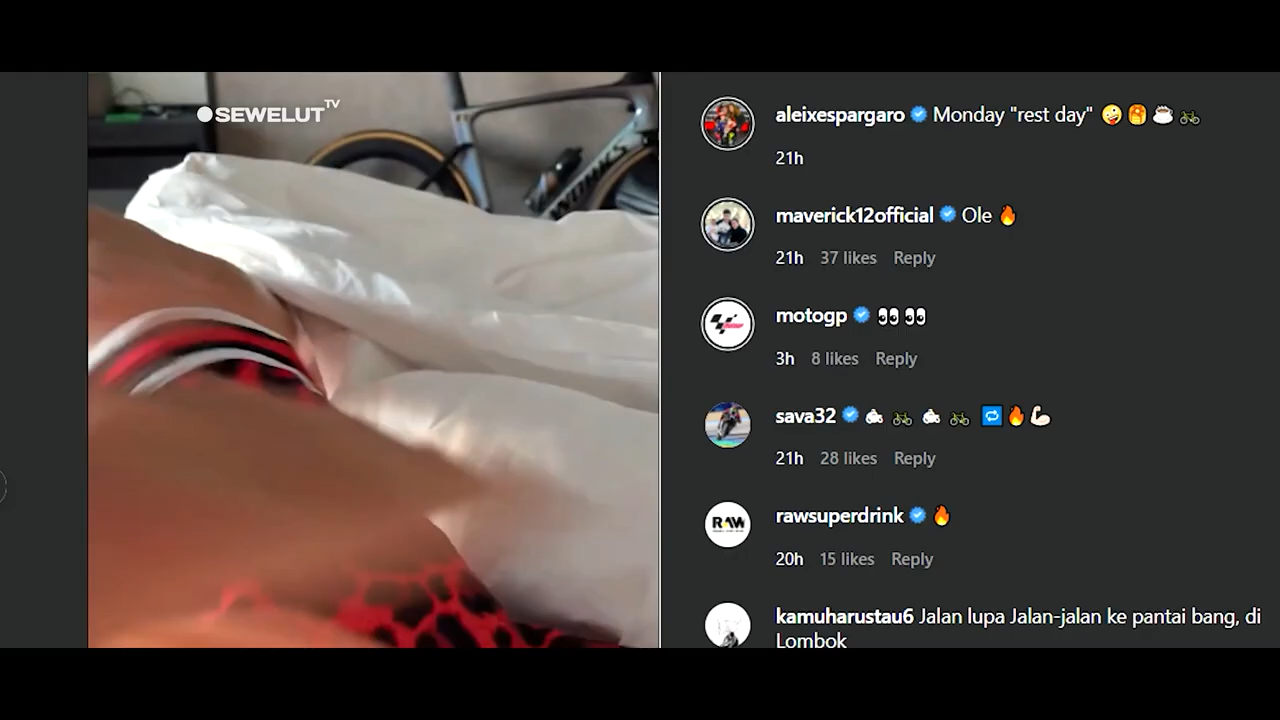 SEWELUT TV
aleixespargaro Monday "rest day" 🤪🥞☕🚲
21h
maverick12official Ole 🔥
21h 37 likes Reply
motogp 👀👀
3h 8 likes Reply
sava32 🏍🚲🏍🚲 🔁🔥💪
21h 28 likes Reply
rawsuperdrink 🔥
20h 15 likes Reply
RAW
kamuharustau6 Jalan lupa Jalan-jalan ke pantai bang, di
Lombok